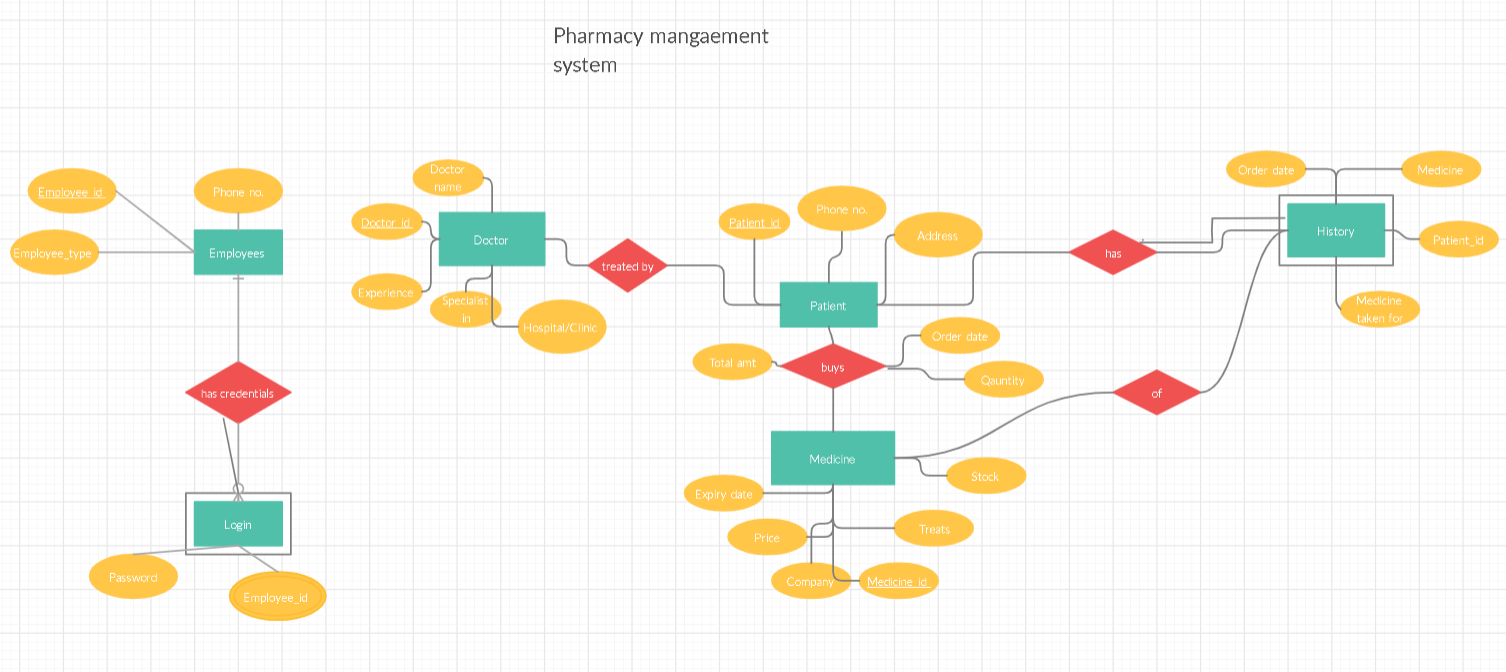 Pharmacy mangaement
system
Employee_id
Phone no.
Employee_type
Employees
has credentials
Login
Password
Employee_id
Doctor
name
Doctor_id
Doctor
Experience
Specialist
in
Hospital/Clinic
treated by
Patient_id
Phone no.
Address
Patient
Total amt
buys
Order date
Qauntity
Medicine
Expiry date
Stock
Price
Treats
Company
Medicine_id
has
of
Order date
Medicine
History
Patient_id
Medicine
taken for